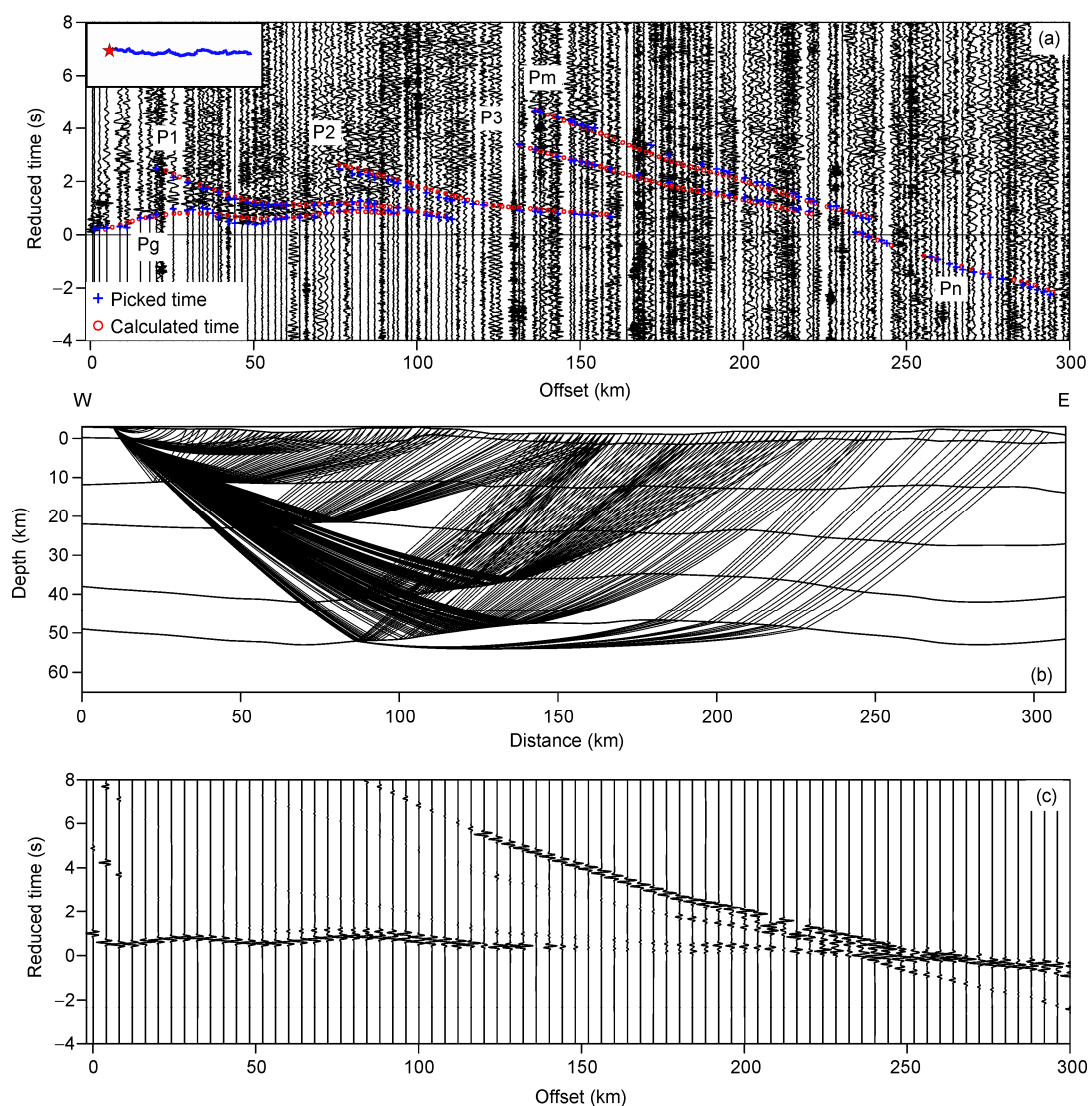 (a)
8
6
4
2
0
−2
−4
Reduced time (s)
P1
P2
P3
Pm
Pg
Pn
Picked time
Calculated time
0 50 100 150 200 250 300
Offset (km)
W E
0
10
20
30
40
50
60
Depth (km)
(b)
0 50 100 150 200 250 300
Distance (km)
(c)
8
6
4
2
0
−2
−4
Reduced time (s)
0 50 100 150 200 250 300
Offset (km)